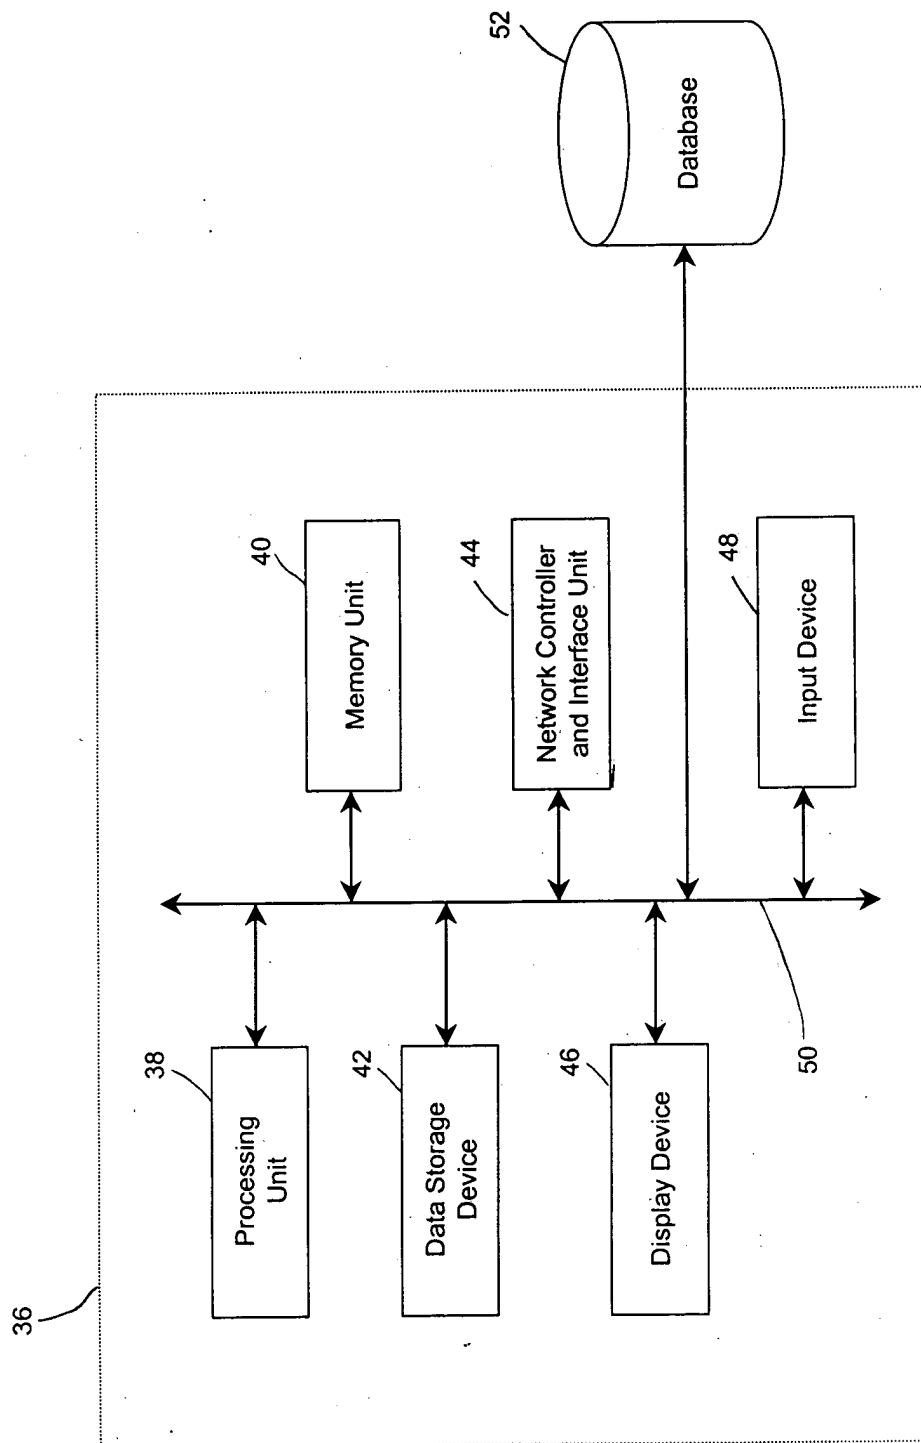 36
38
Processing
Unit
40
Memory Unit
42
Data Storage
Device
44
Network Controller
and Interface Unit
46
Display Device
48
Input Device
50
52
Database